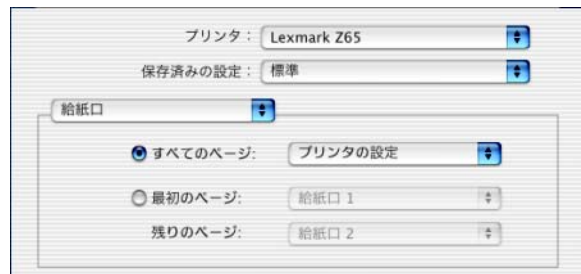 プリンタ： Lexmark Z65
保存済みの設定： 標準
給紙口
すべてのページ: プリンタの設定
最初のページ: 給紙口 1
残りのページ: 給紙口 2